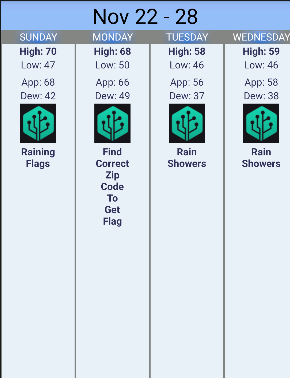 Nov 22 - 28
SUNDAY MONDAY TUESDAY WEDNESDAY
High: 70
Low: 47
App: 68
Dew: 42
Raining
Flags
High: 68
Low: 50
App: 66
Dew: 49
Find
Correct
Zip
Code
To
Get
Flag
High: 58
Low: 46
App: 56
Dew: 37
Rain
Showers
High: 59
Low: 46
App: 58
Dew: 38
Rain
Showers